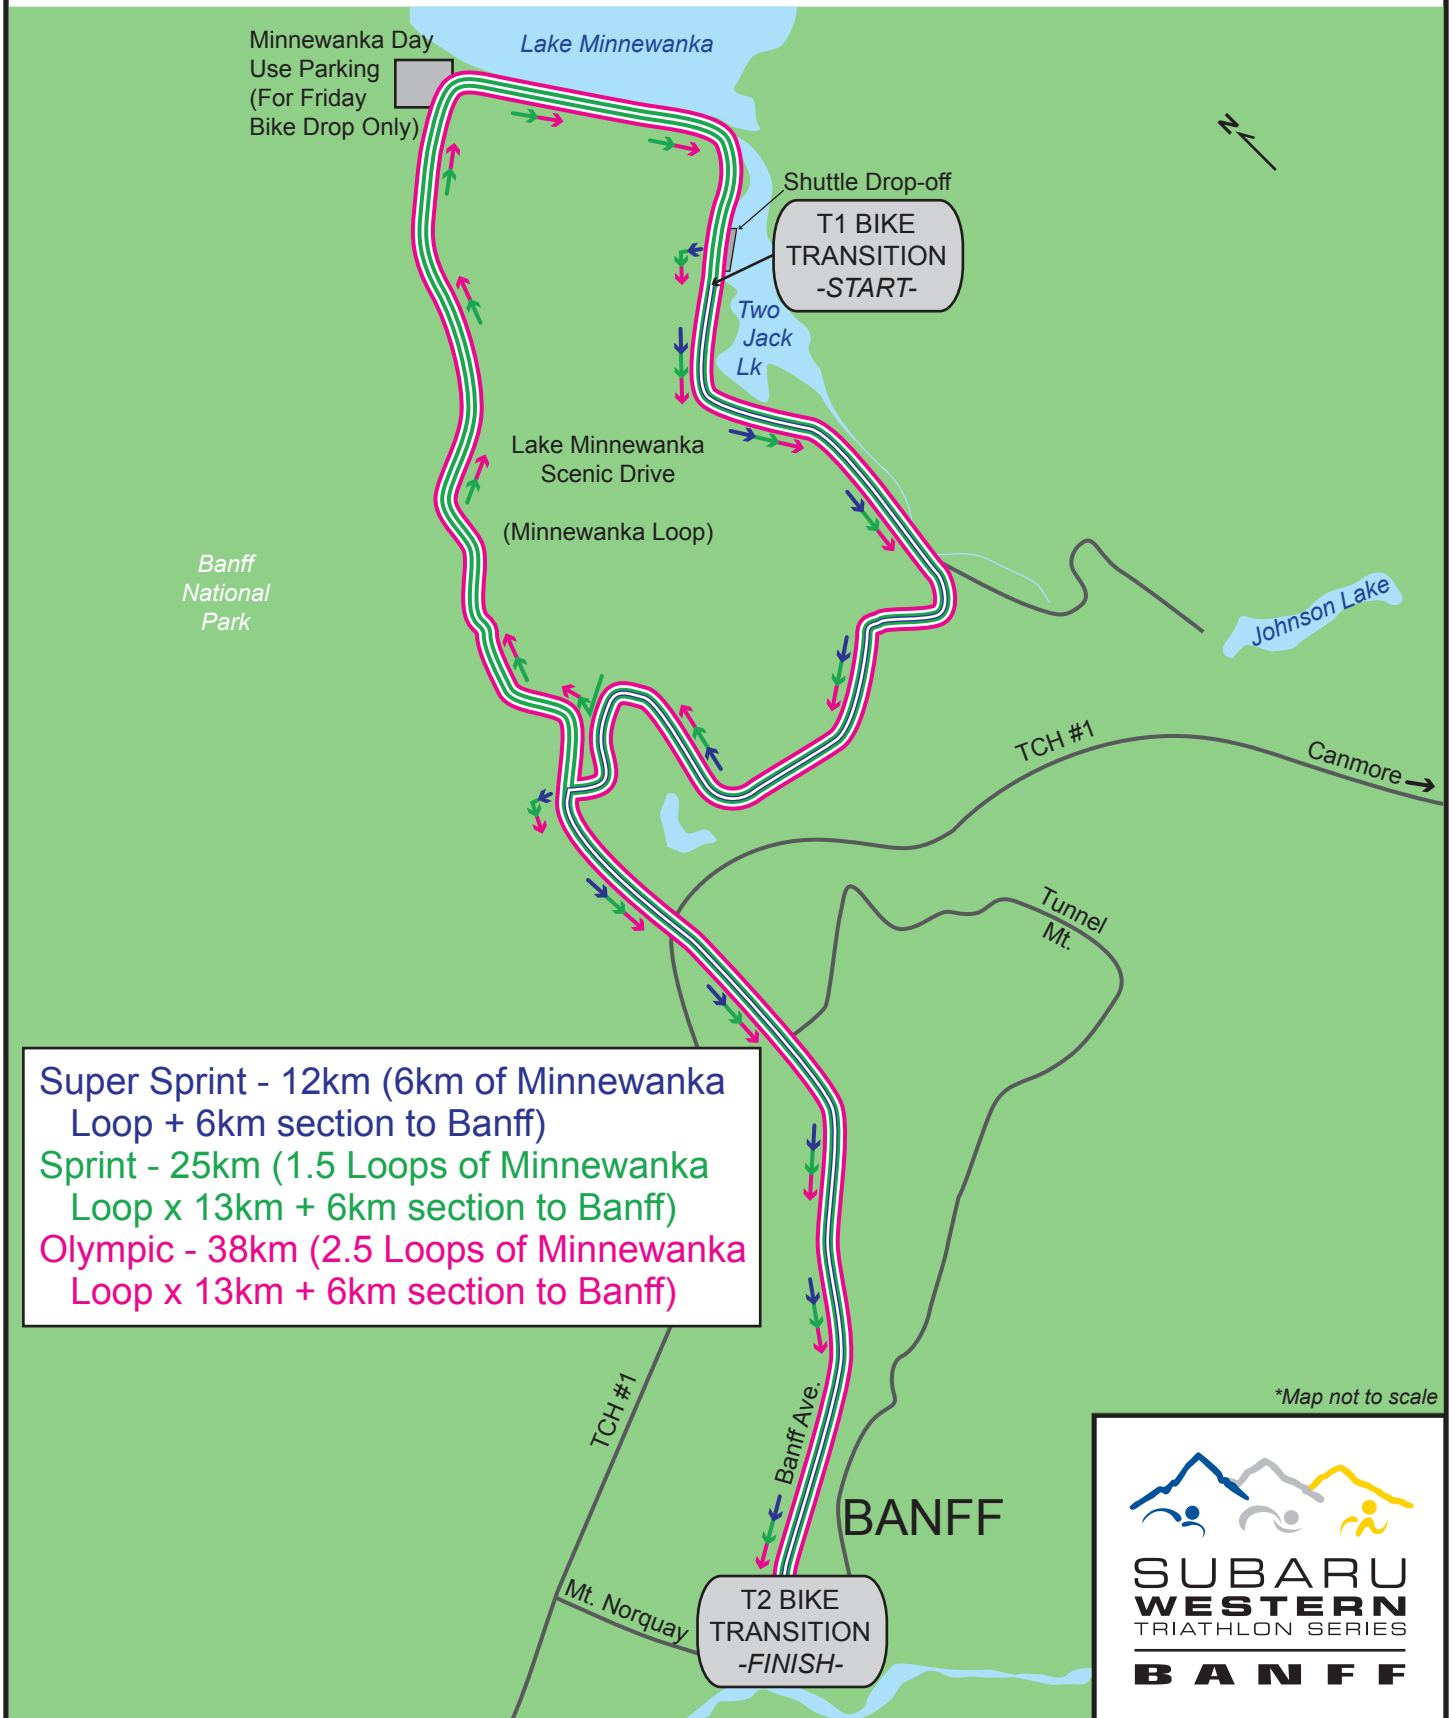 Minnewanka Day
Use Parking
(For Friday
Bike Drop Only)
Lake Minnewanka
N
Shuttle Drop-off
T1 BIKE
TRANSITION
-START-
Two
Jack
Lk
Lake Minnewanka
Scenic Drive
(Minnewanka Loop)
Banff
National
Park
Johnson Lake
TCH #1
Canmore
Tunnel
Mt.
Super Sprint - 12km (6km of Minnewanka
Loop + 6km section to Banff)
Sprint - 25km (1.5 Loops of Minnewanka
Loop x 13km + 6km section to Banff)
Olympic - 38km (2.5 Loops of Minnewanka
Loop x 13km + 6km section to Banff)
TCH #1
Banff Ave.
*Map not to scale
BANFF
Mt. Norquay
T2 BIKE
TRANSITION
-FINISH-
SUBARU
WESTERN
TRIATHLON SERIES
BANFF